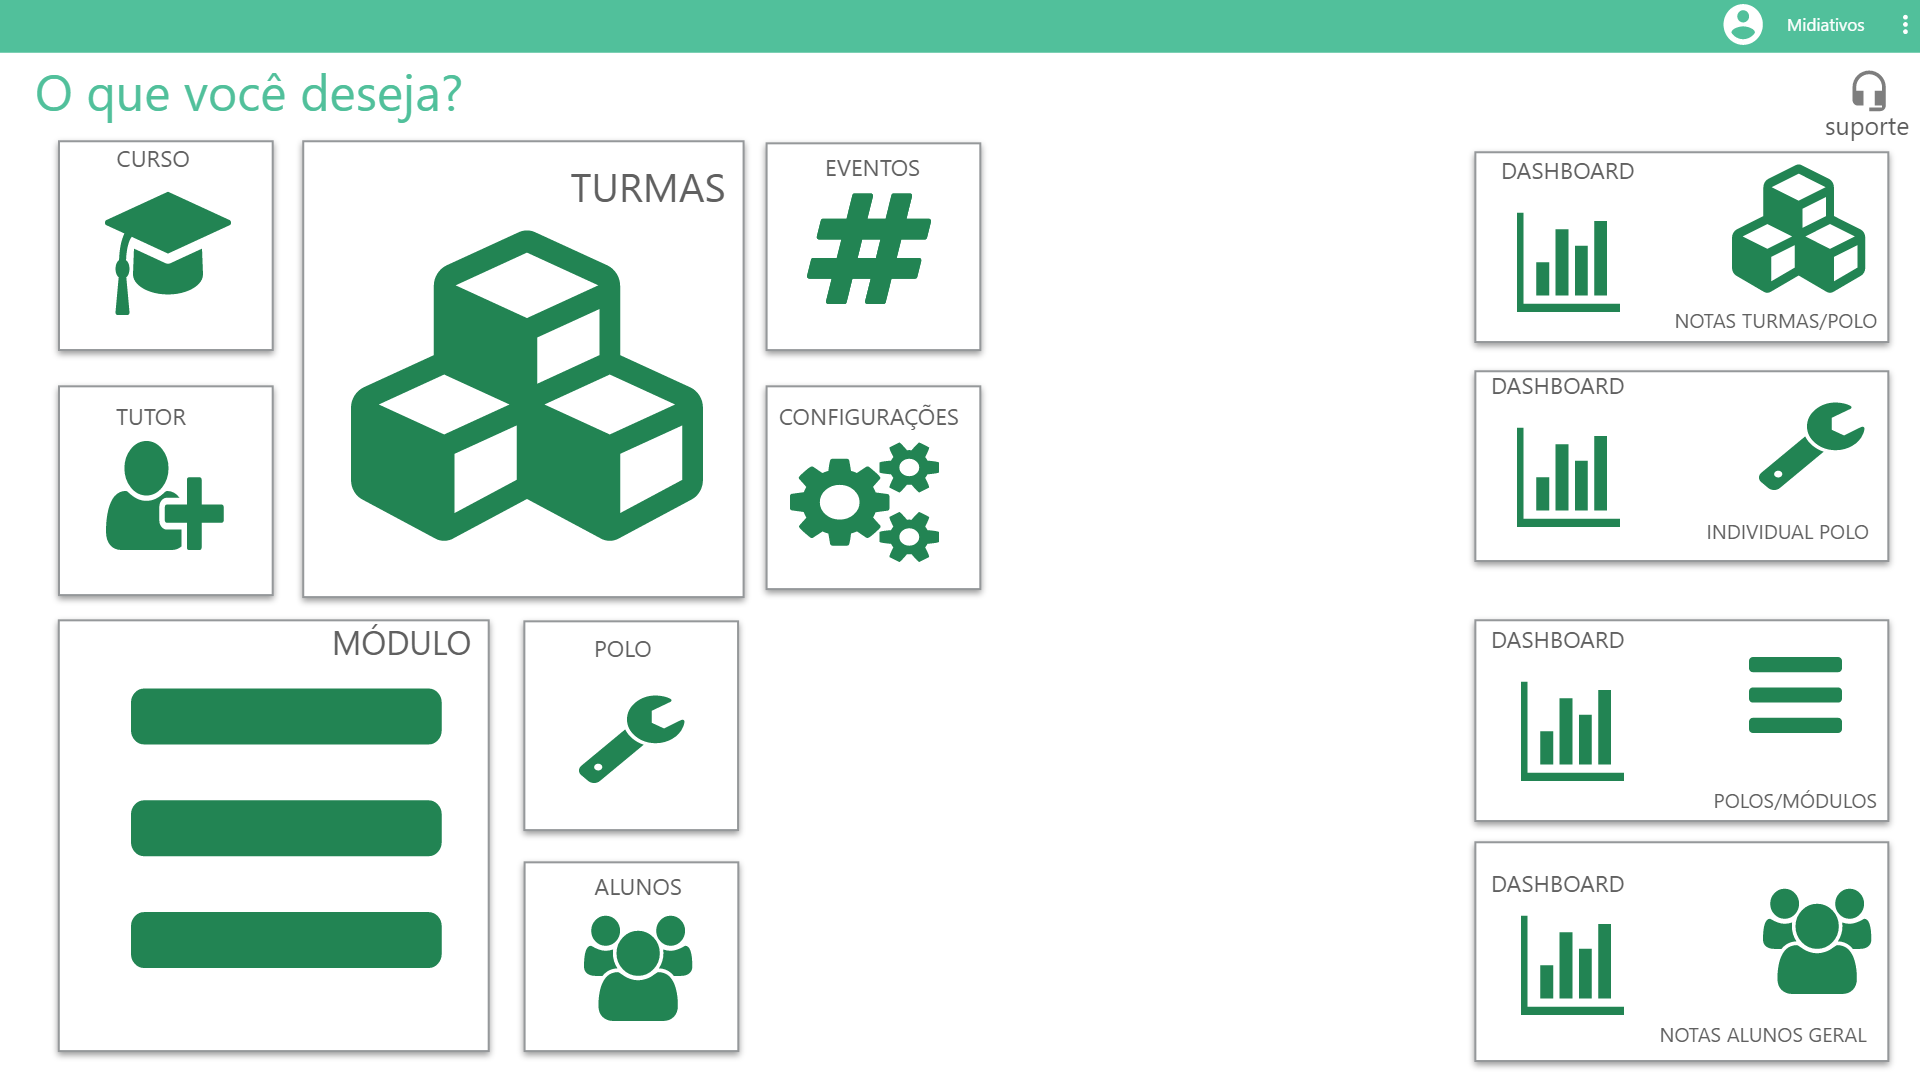 Midiativos
O que você deseja?
suporte
CURSO
TURMAS
EVENTOS
TUTOR
CONFIGURAÇÕES
MÓDULO
POLO
ALUNOS
DASHBOARD
NOTAS TURMAS/POLO
DASHBOARD
INDIVIDUAL POLO
DASHBOARD
POLOS/MÓDULOS
DASHBOARD
NOTAS ALUNOS GERAL